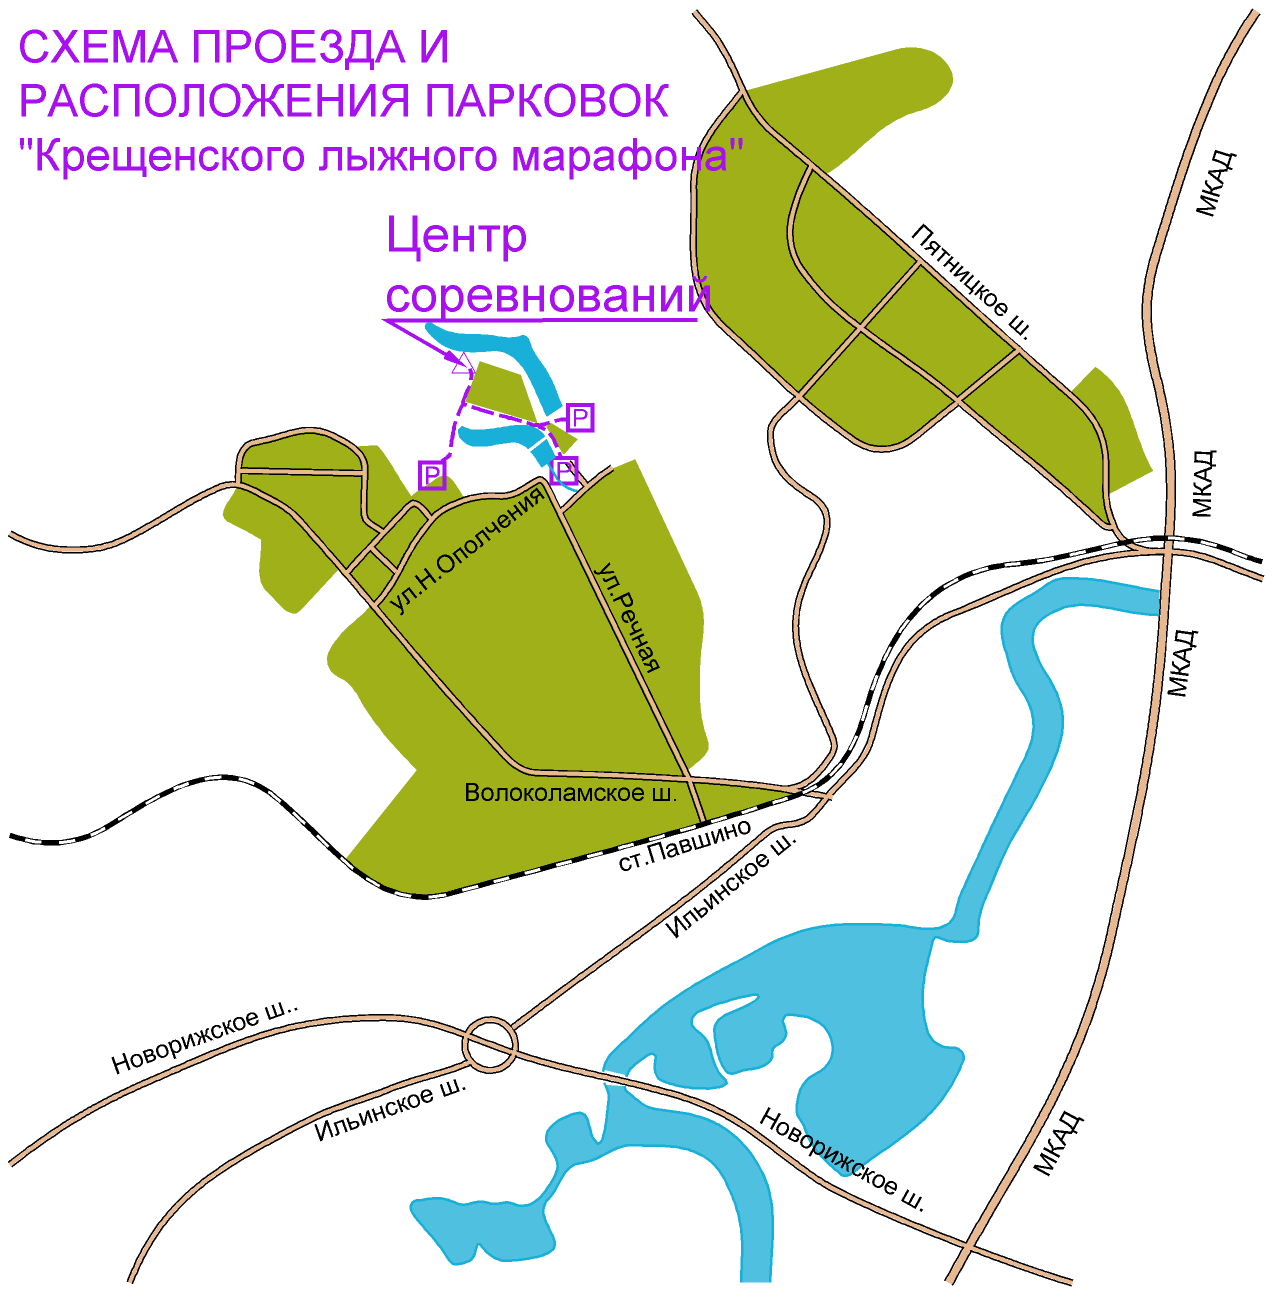 СХЕМА ПРОЕЗДА И
РАСПОЛОЖЕНИЯ ПАРКОВОК
"Крещенского лыжного марафона"
Центр
соревнований
МКАД
Пятницкое ш.
P
P
P
МКАД
ул.Н.Ополчения
ул.Речная
МКАД
Волоколамское ш.
ст.Павшино
Ильинское ш.
Новорижское ш..
Ильинское ш.
Новорижское ш.
МКАД